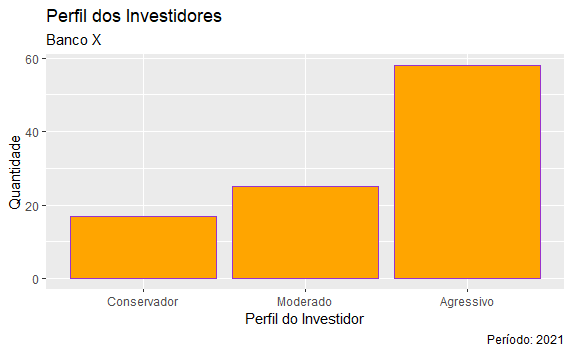 Perfil dos Investidores
Banco X
60
40
20
0
Quantidade
Conservador Moderado Agressivo
Perfil do Investidor
Período: 2021